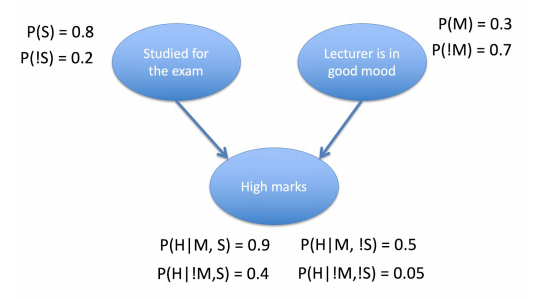 P(S) = 0.8
P(!S) = 0.2
Studied for
the exam
Lecturer is in
good mood
P(M) = 0.3
P(!M) = 0.7
High marks
P(H|M, S) = 0.9 P(H|M, !S) = 0.5
P(H|!M,S) = 0.4 P(H|!M,!S) = 0.05